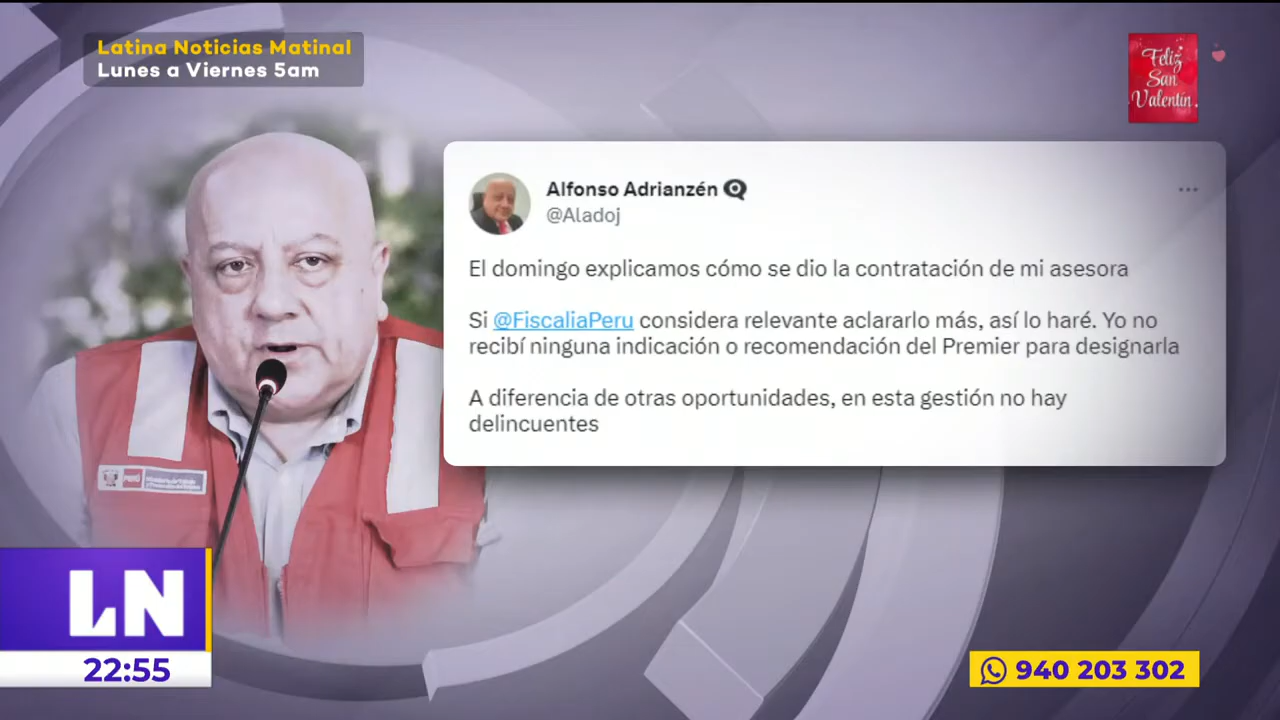 Latina Noticias Matinal
Lunes a Viernes 5am
Feliz
San
Valentín
Alfonso Adrianzén
@Aladoj
El domingo explicamos cómo se dio la contratación de mi asesora
Si @FiscaliaPeru considera relevante aclararlo más, así lo haré. Yo no
recibí ninguna indicación o recomendación del Premier para designarla
A diferencia de otras oportunidades, en esta gestión no hay
delincuentes
PERÚ
LN
22:55
940 203 302